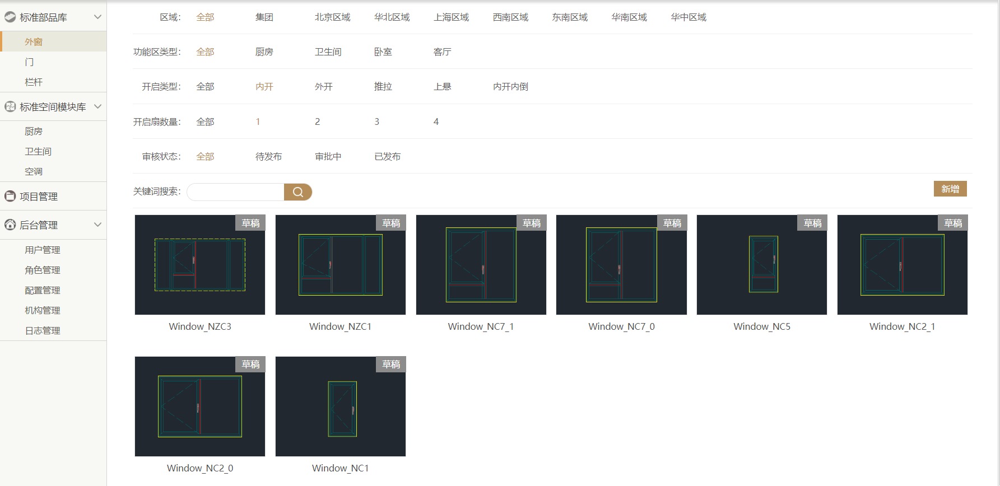 标准部品库
外窗
门
栏杆
标准空间模块库
厨房
卫生间
空调
项目管理
后台管理
用户管理
角色管理
配置管理
机构管理
日志管理
区域： 全部 集团 北京区域 华北区域 上海区域 西南区域 东南区域 华南区域 华中区域
功能区类型： 全部 厨房 卫生间 卧室 客厅
开启类型： 全部 内开 外开 推拉 上悬 内开内倒
开启扇数量： 全部 1 2 3 4
审核状态： 全部 待发布 审批中 已发布
关键词搜索： 新增
草稿 草稿 草稿 草稿 草稿 草稿
Window_NZC3 Window_NZC1 Window_NC7_1 Window_NC7_0 Window_NC5 Window_NC2_1
草稿 草稿
Window_NC2_0 Window_NC1